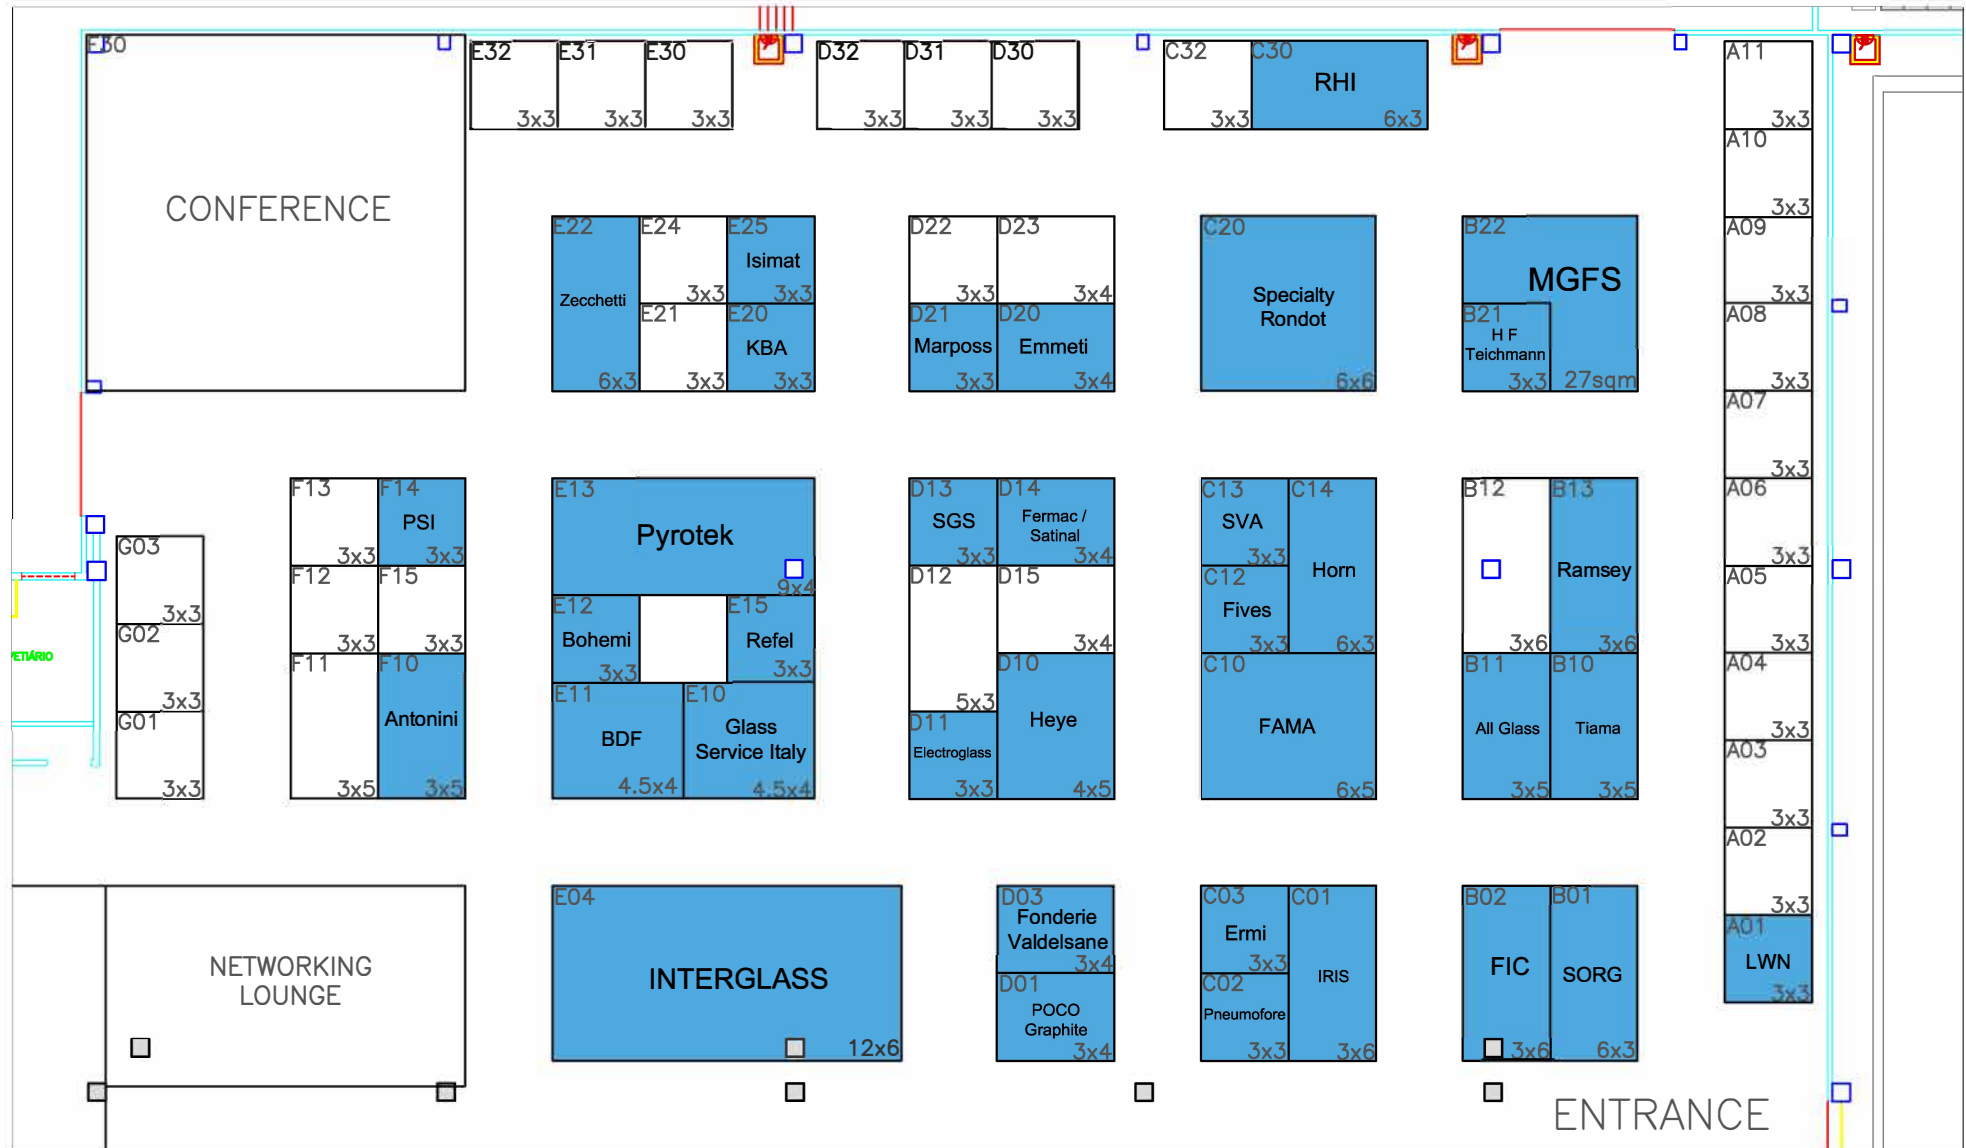 E30
E32
3x3
E31
3x3
E30
3x3
D32
3x3
D31
3x3
D30
3x3
C32
3x3
C30
RHI
6x3
A11
3x3
A10
3x3
A09
3x3
A08
3x3
A07
3x3
A06
3x3
A05
3x3
A04
3x3
A03
3x3
A02
3x3
A01
LWN
3x3
CONFERENCE
E22
Zecchetti
6x3
E24
3x3
E25
Isimat
3x3
E21
3x3
E20
KBA
3x3
D22
3x3
D23
3x4
D21
Marposs
3x3
D20
Emmeti
3x4
C20
Specialty
Rondot
6x6
B22
MGFS
27sqm
B21
H F
Teichmann
3x3
G03
3x3
G02
3x3
G01
3x3
F13
3x3
F14
PSI
3x3
F12
3x3
F15
3x3
F11
3x5
F10
Antonini
3x5
E13
Pyrotek
9x4
E12
Bohemi
3x3
E15
Refel
3x3
E11
BDF
4.5x4
E10
Glass
Service Italy
4.5x4
D13
SGS
3x3
D14
Fermac /
Satinal
3x4
D12
5x3
D15
3x4
D11
Electroglass
3x3
D10
Heye
4x5
C13
SVA
3x3
C14
Horn
6x3
C12
Fives
3x3
C10
FAMA
6x5
B12
3x6
B13
Ramsey
3x6
B11
All Glass
3x5
B10
Tiama
3x5
NETWORKING
LOUNGE
E04
INTERGLASS
12x6
D03
Fonderie
Valdelsane
3x4
D01
POCO
Graphite
3x4
C03
Ermi
3x3
C01
IRIS
3x6
C02
Pneumofore
3x3
B02
FIC
3x6
B01
SORG
6x3
ENTRANCE